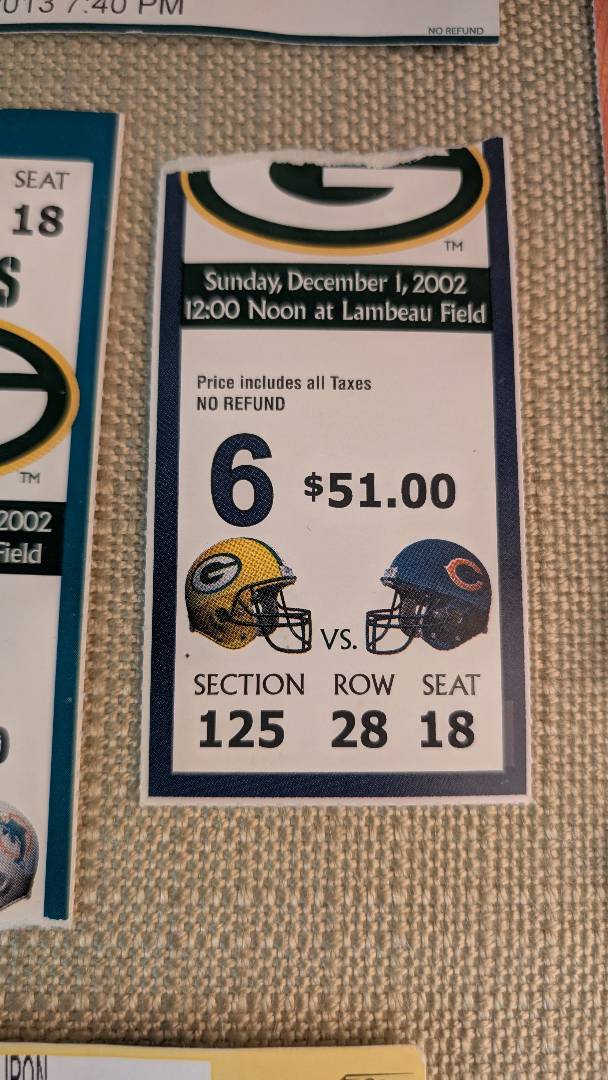 013 7:40 PM
NO REFUND
SEAT
18
S
TM
2002
Field
G
TM
Sunday, December 1, 2002
12:00 Noon at Lambeau Field
Price includes all Taxes
NO REFUND
6 $51.00
G
C
VS.
SECTION ROW SEAT
125 28 18